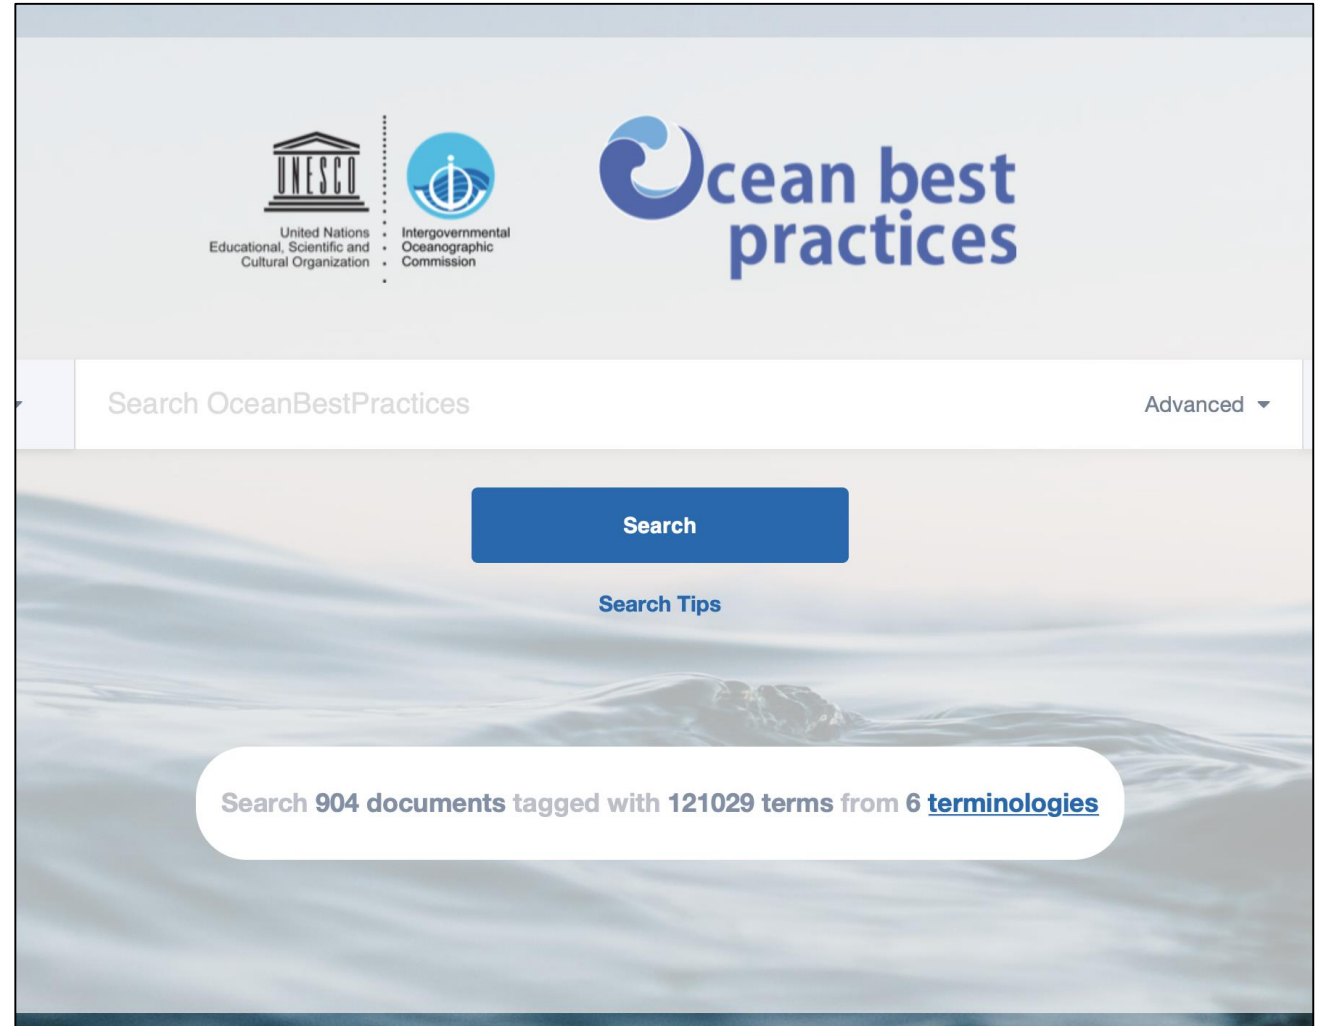 UNESCO
United Nations
Educational, Scientific and
Cultural Organization
Intergovernmental
Oceanographic
Commission
Ocean best
practices
Search OceanBestPractices
Advanced
Search
Search Tips
Search 904 documents tagged with 121029 terms from 6 terminologies